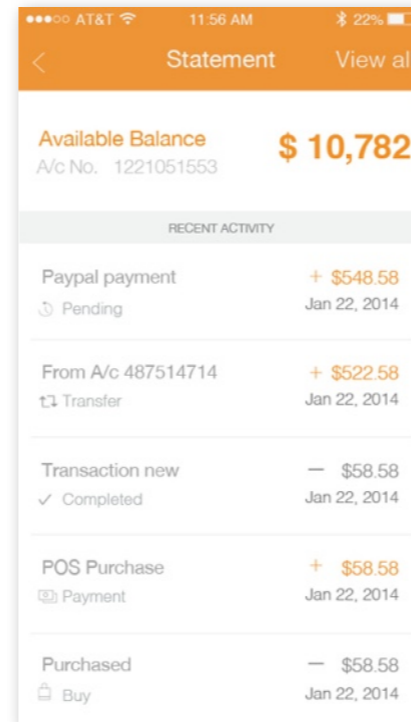 AT&T 11:56 AM 22%
Statement View al
Available Balance $ 10,782
A/c No. 1221051553
RECENT ACTIVITY
Paypal payment + $548.58
Pending Jan 22, 2014
From A/c 487514714 + $522.58
Transfer Jan 22, 2014
Transaction new — $58.58
Completed Jan 22, 2014
POS Purchase + $58.58
Payment Jan 22, 2014
Purchased — $58.58
Buy Jan 22, 2014